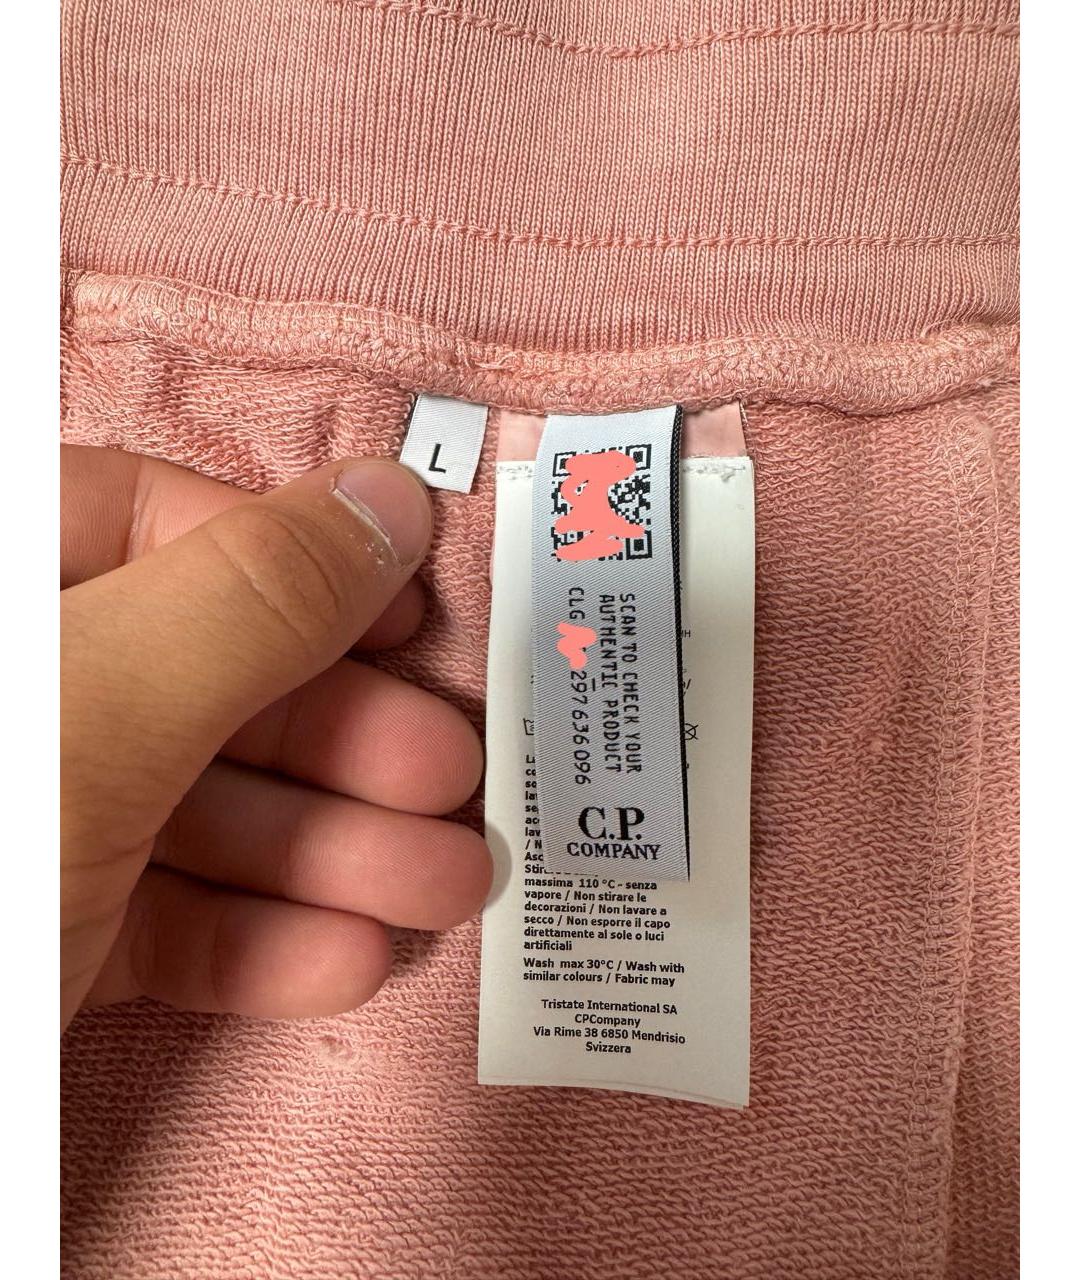 L
SCAN TO CHECK YOUR
AUTHENTIC PRODUCT
CLG 297636096
C.P.
COMPANY
massima 110 °C - senza
vapore / Non stirare le
decorazioni / Non lavare a
secco / Non esporre il capo
direttamente al sole o luci
artificiali
Wash max 30°C / Wash with
similar colours / Fabric may
Tristate International SA
CPCompany
Via Rime 38 6850 Mendrisio
Svizzera